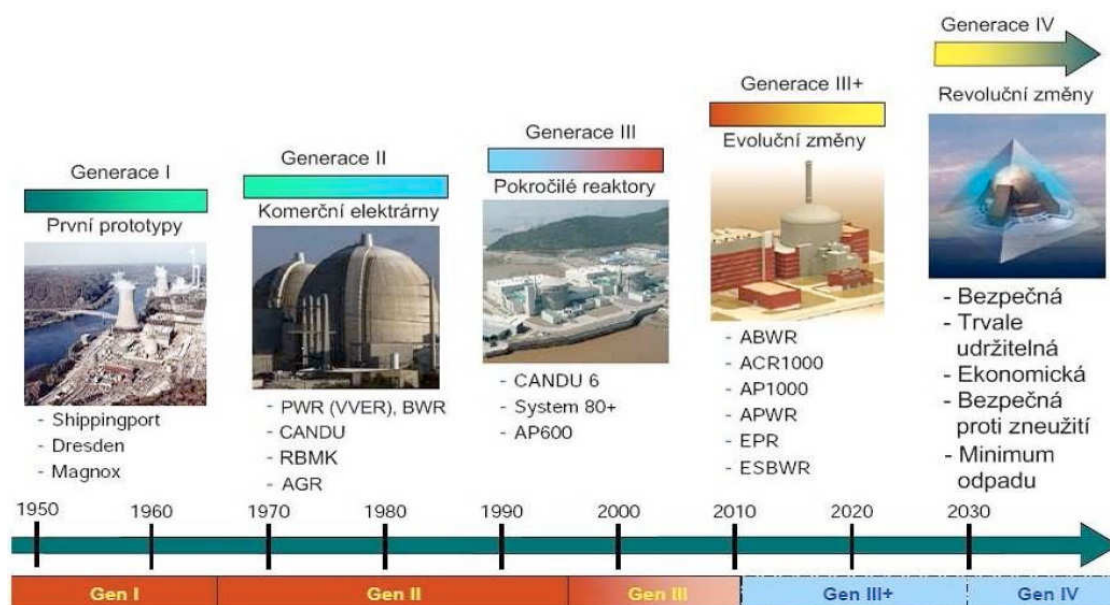 Generace I
První prototypy
- Shippingport
- Dresden
- Magnox
Generace II
Komerční elektrárny
- PWR (VVER), BWR
- CANDU
- RBMK
- AGR
Generace III
Pokročilé reaktory
- CANDU 6
- System 80+
- AP600
Generace III+
Evoluční změny
- ABWR
- ACR1000
- AP1000
- APWR
- EPR
- ESBWR
Generace IV
Revoluční změny
- Bezpečná
- Trvale
udržitelná
- Ekonomická
- Bezpečná
proti zneužití
- Minimum
odpadu
1950 1960 1970 1980 1990 2000 2010 2020 2030
Gen I Gen II Gen III Gen III+ Gen IV